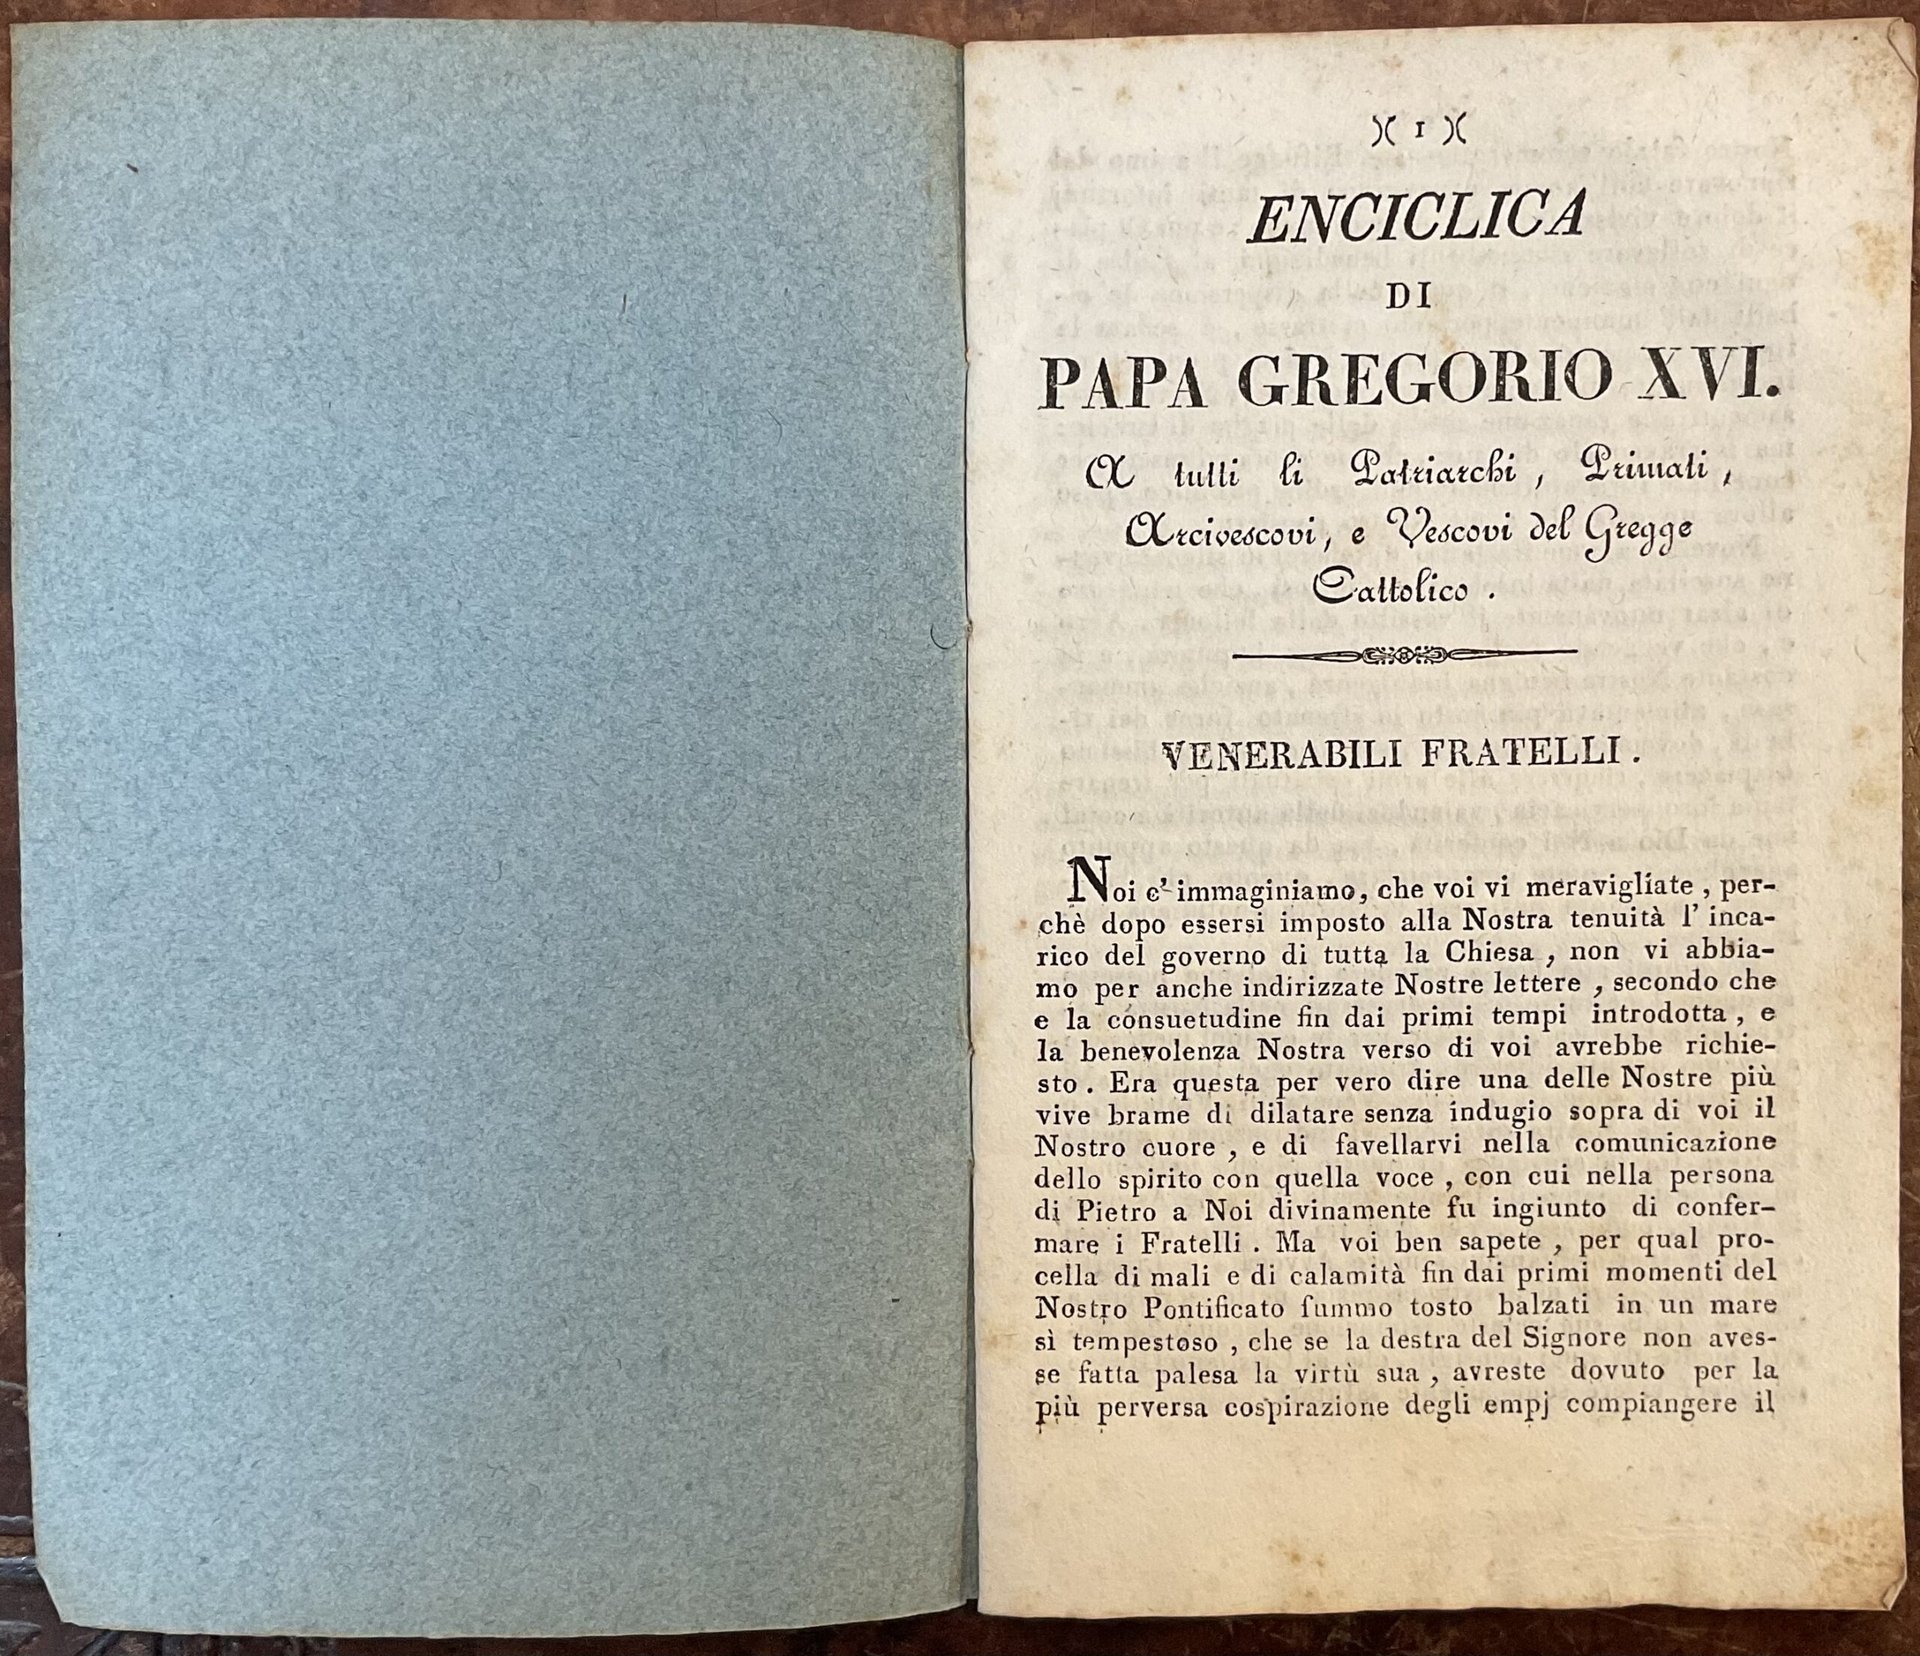 )( 1 )(
ENCICLICA
DI
PAPA GREGORIO XVI.
A tutti li Patriarchi, Primati,
Arcivescovi, e Vescovi del Gregge
Cattolico.
VENERABILI FRATELLI.
Noi c'immaginiamo, che voi vi meravigliate, per-
chè dopo essersi imposto alla Nostra tenuità l'inca-
rico del governo di tutta la Chiesa, non vi abbia-
mo per anche indirizzate Nostre lettere, secondo che
e la consuetudine fin dai primi tempi introdotta, e
la benevolenza Nostra verso di voi avrebbe richie-
sto. Era questa per vero dire una delle Nostre più
vive brame di dilatare senza indugio sopra di voi il
Nostro cuore, e di favellarvi nella comunicazione
dello spirito con quella voce, con cui nella persona
di Pietro a Noi divinamente fu ingiunto di confer-
mare i Fratelli. Ma voi ben sapete, per qual pro-
cella di mali e di calamità fin dai primi momenti del
Nostro Pontificato fummo tosto balzati in un mare
sì tempestoso, che se la destra del Signore non aves-
se fatta palesa la virtù sua, avreste dovuto per la
più perversa cospirazione degli empj compiangere il